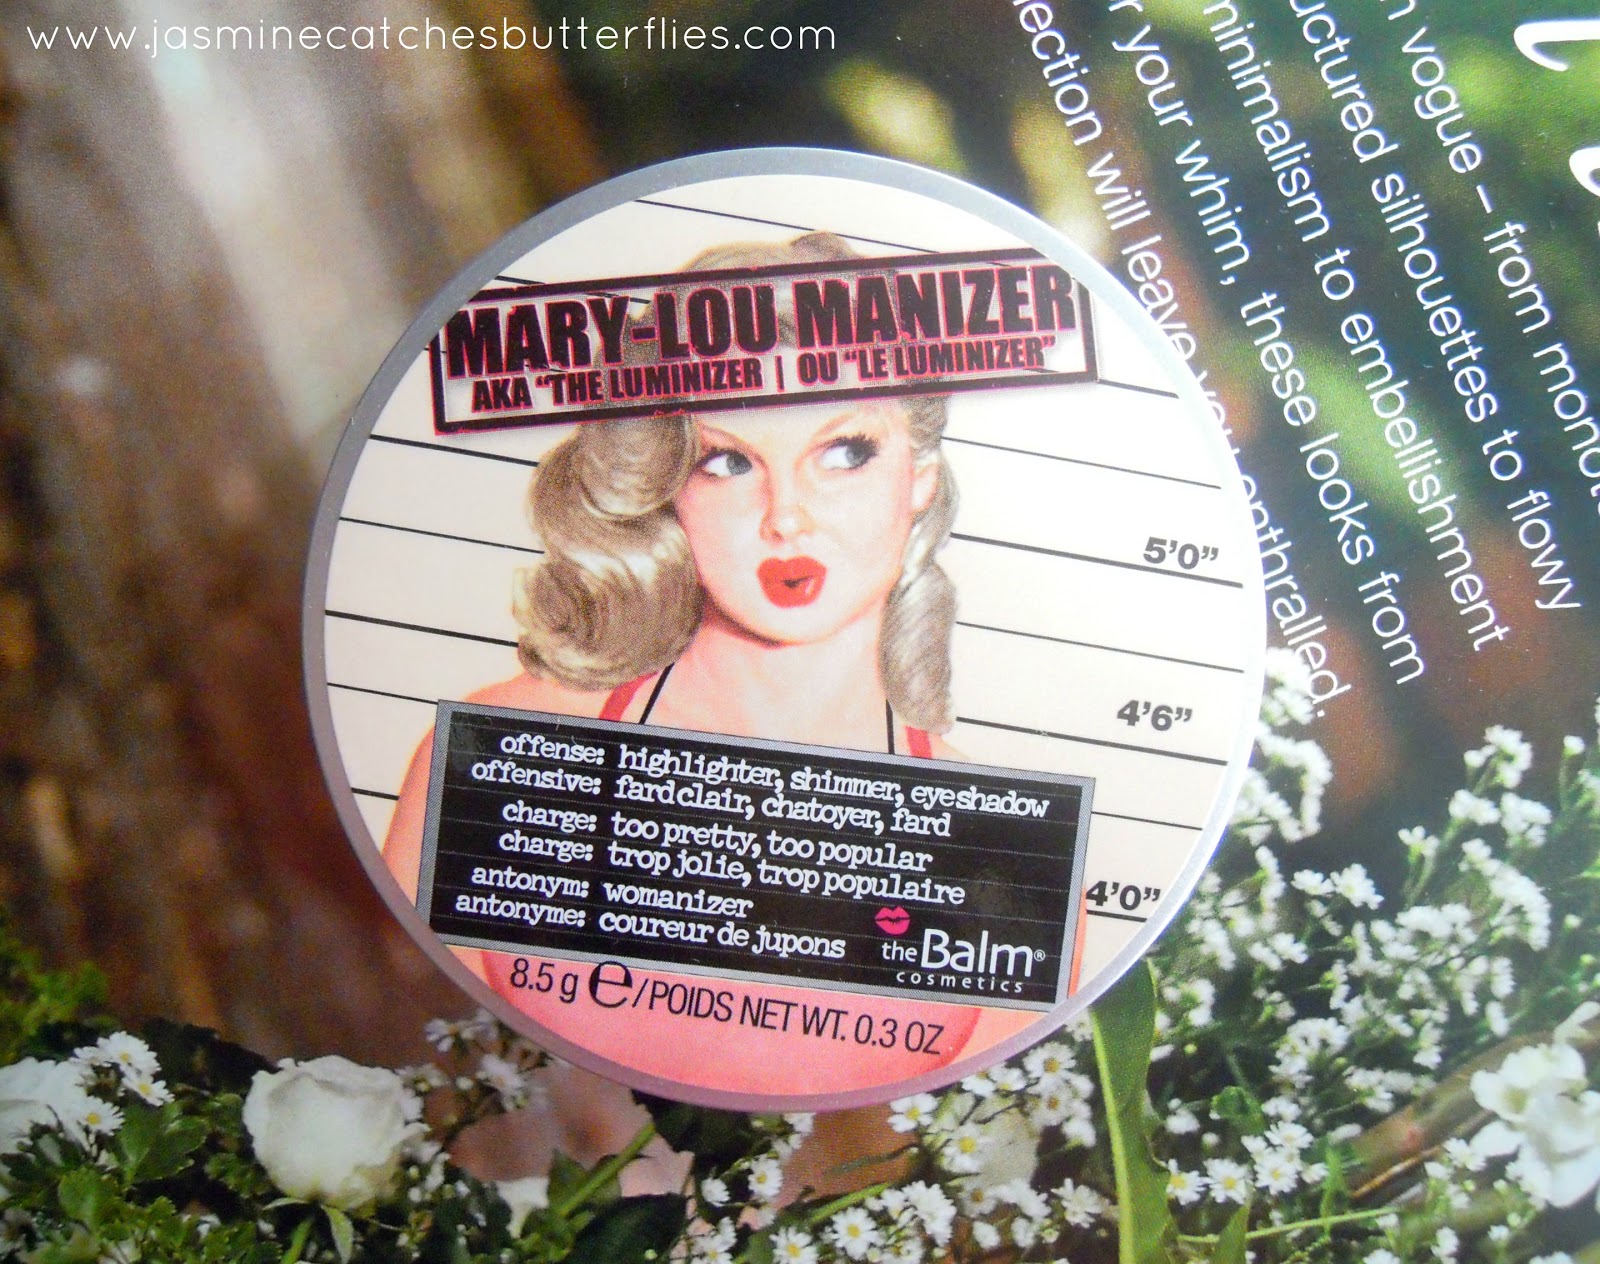 www.jasminecatchesbutterflies.com
n vogue – from monoto
uctured silhouettes to flowy
minimalism to embellishment
r your whim, these looks from
ection will leave you enthralled.
MARY-LOU MANIZER
AKA “THE LUMINIZER | OU “LE LUMINIZER”
5’0”
4’6”
4’0”
offense: highlighter, shimmer, eyeshadow
offensive: fard clair, chatoyer, fard
charge: too pretty, too popular
charge: trop jolie, trop populaire
antonym: womanizer
antonyme: coureur de jupons
theBalm®
cosmetics
8.5 g e/POIDS NET WT. 0.3 OZ